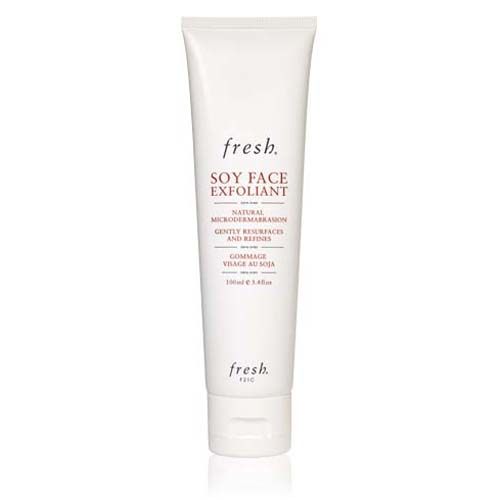 fresh.
SOY FACE
EXFOLIANT
NATURAL
MICRODERMABRASION
GENTLY RESURFACES
AND REFINES
GOMMAGE
VISAGE AU SOJA
100ml ℮ 3.4fl.oz
fresh.
F21C